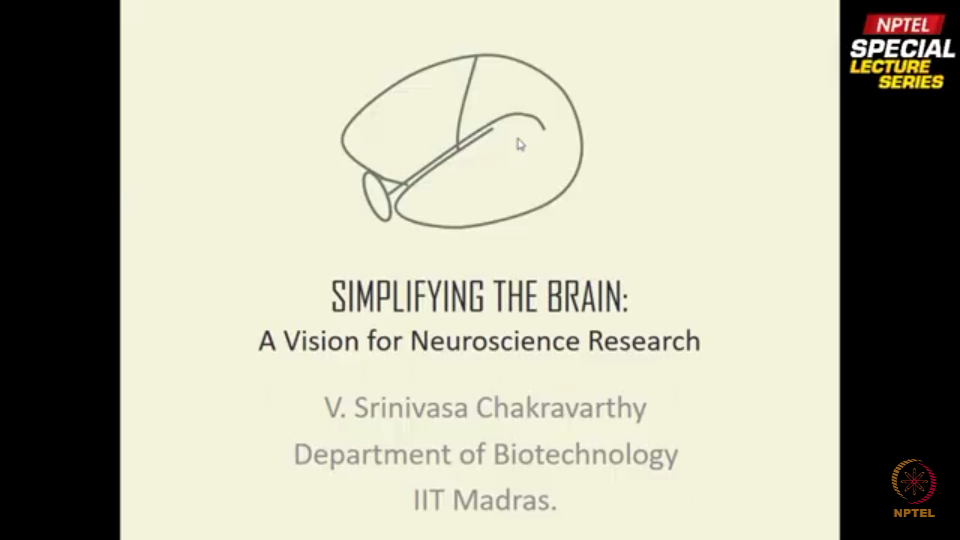 NPTEL
SPECIAL
LECTURE
SERIES
SIMPLIFYING THE BRAIN:
A Vision for Neuroscience Research
V. Srinivasa Chakravarthy
Department of Biotechnology
IIT Madras.
NPTEL